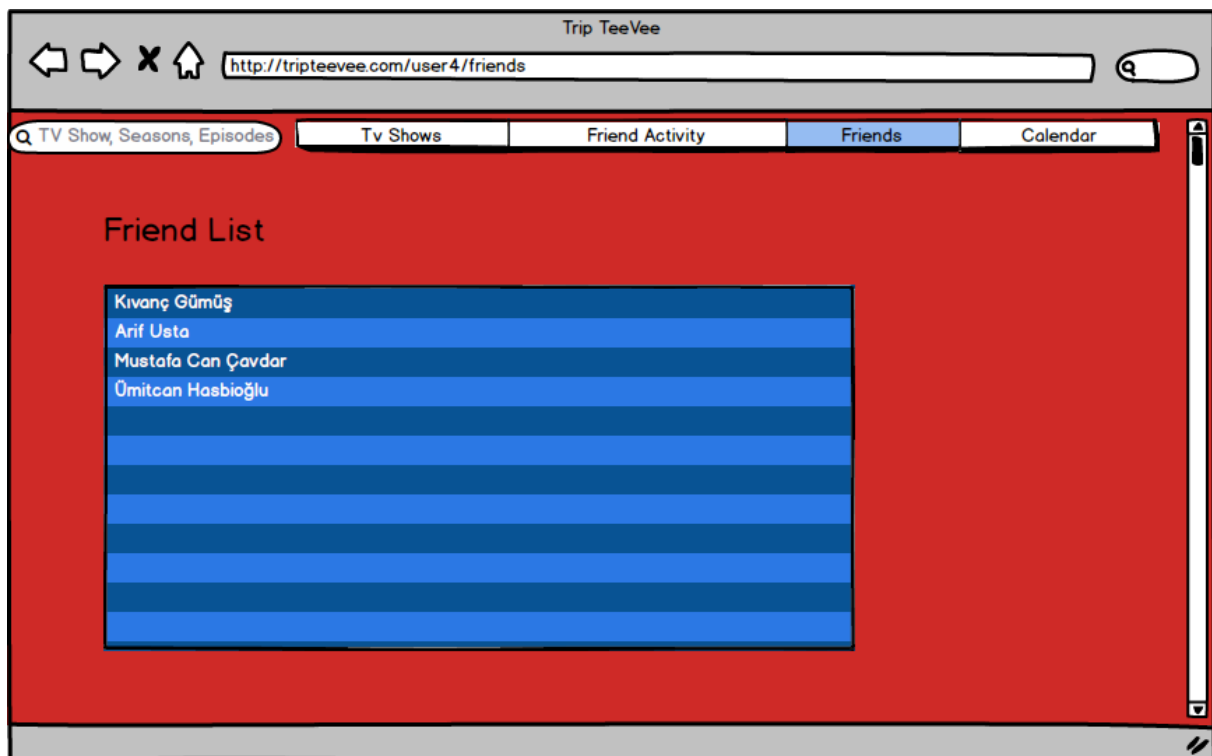 Trip TeeVee
http://tripteevee.com/user4/friends
TV Show, Seasons, Episodes
Tv Shows
Friend Activity
Friends
Calendar
Friend List
Kıvanç Gümüş
Arif Usta
Mustafa Can Çavdar
Ümitcan Hasbioğlu